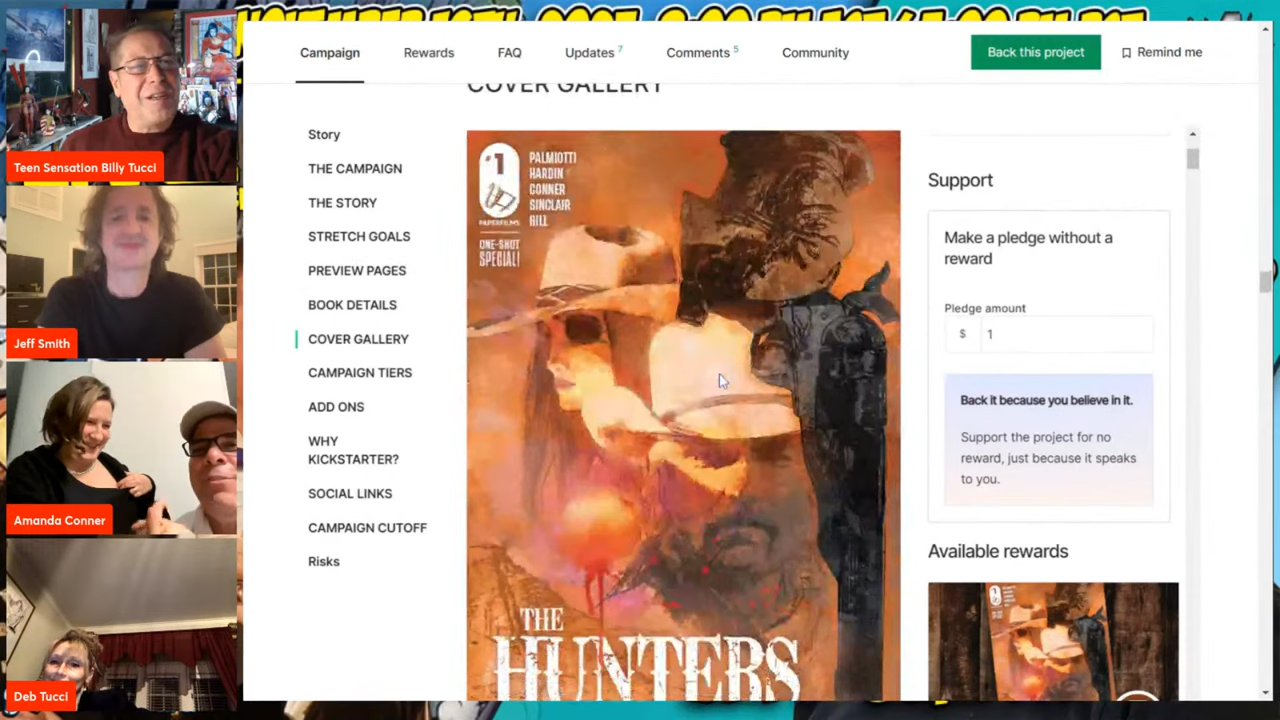 Campaign
Rewards
FAQ
Updates 7
Comments 5
Community
Back this project
Remind me
COVER GALLERY
Story
THE CAMPAIGN
THE STORY
STRETCH GOALS
PREVIEW PAGES
BOOK DETAILS
COVER GALLERY
CAMPAIGN TIERS
ADD ONS
WHY
KICKSTARTER?
SOCIAL LINKS
CAMPAIGN CUTOFF
Risks
#1
PAPERFILMS
ONE-SHOT
SPECIAL!
PALMIOTTI
HARDIN
CONNER
SINCLAIR
HILL
THE
HUNTERS
Support
Make a pledge without a
reward
Pledge amount
$ 1
Back it because you believe in it.
Support the project for no
reward, just because it speaks
to you.
Available rewards
Teen Sensation Billy Tucci
Jeff Smith
Amanda Conner
Deb Tucci